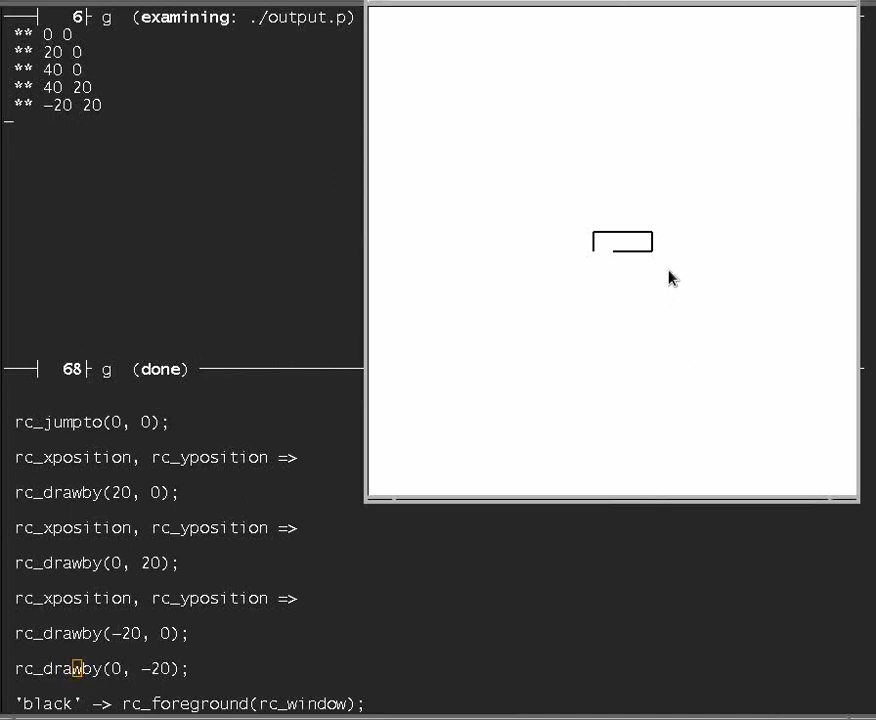 6 g (examining: ./output.p)
** 0 0
** 20 0
** 40 0
** 40 20
** -20 20
68 g (done)
rc_jumpto(0, 0);
rc_xposition, rc_yposition =>
rc_drawby(20, 0);
rc_xposition, rc_yposition =>
rc_drawby(0, 20);
rc_xposition, rc_yposition =>
rc_drawby(-20, 0);
rc_drawby(0, -20);
'black' -> rc_foreground(rc_window);